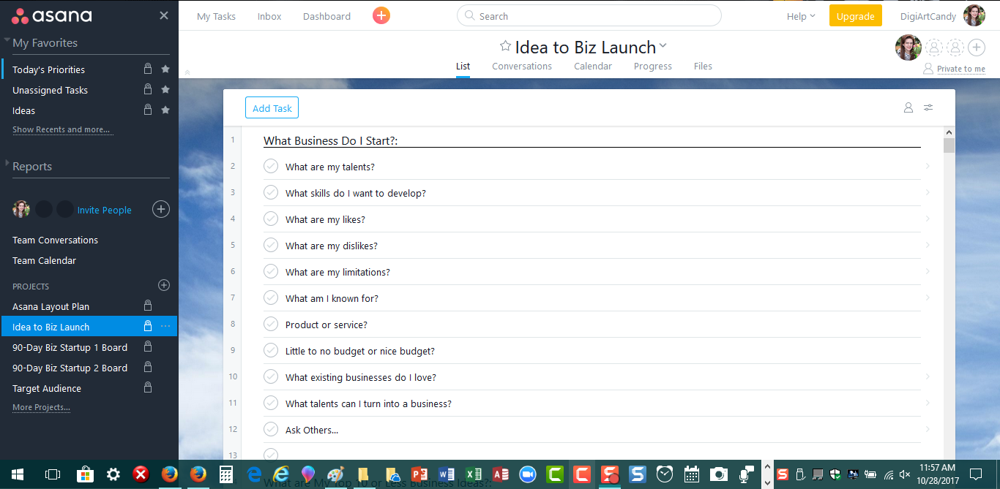 asana
My Favorites
Today's Priorities
Unassigned Tasks
Ideas
Show Recents and more...
Reports
Invite People
Team Conversations
Team Calendar
PROJECTS
Asana Layout Plan
Idea to Biz Launch
90-Day Biz Startup 1 Board
90-Day Biz Startup 2 Board
Target Audience
More Projects...
My Tasks Inbox Dashboard Search Help Upgrade DigiArtCandy
Idea to Biz Launch
List Conversations Calendar Progress Files
Private to me
Add Task
1 What Business Do I Start?:
2 What are my talents?
3 What skills do I want to develop?
4 What are my likes?
5 What are my dislikes?
6 What are my limitations?
7 What am I known for?
8 Product or service?
9 Little to no budget or nice budget?
10 What existing businesses do I love?
11 What talents can I turn into a business?
12 Ask Others...
13
What are My Top 10 or Less Business Ideas?:
11:57 AM
10/28/2017